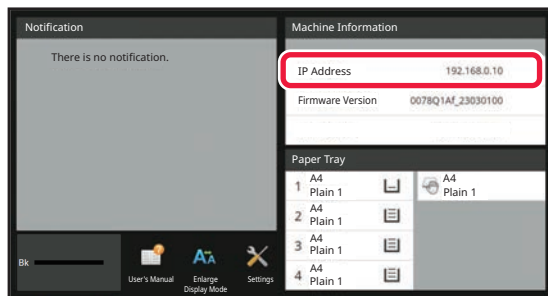 Notification
There is no notification.
Machine Information
IP Address 192.168.0.10
Firmware Version 0078Q1Af_23030100
Paper Tray
1 A4
Plain 1
2 A4
Plain 1
3 A4
Plain 1
4 A4
Plain 1
A4
Plain 1
Bk
User's Manual
Enlarge
Display Mode
Settings